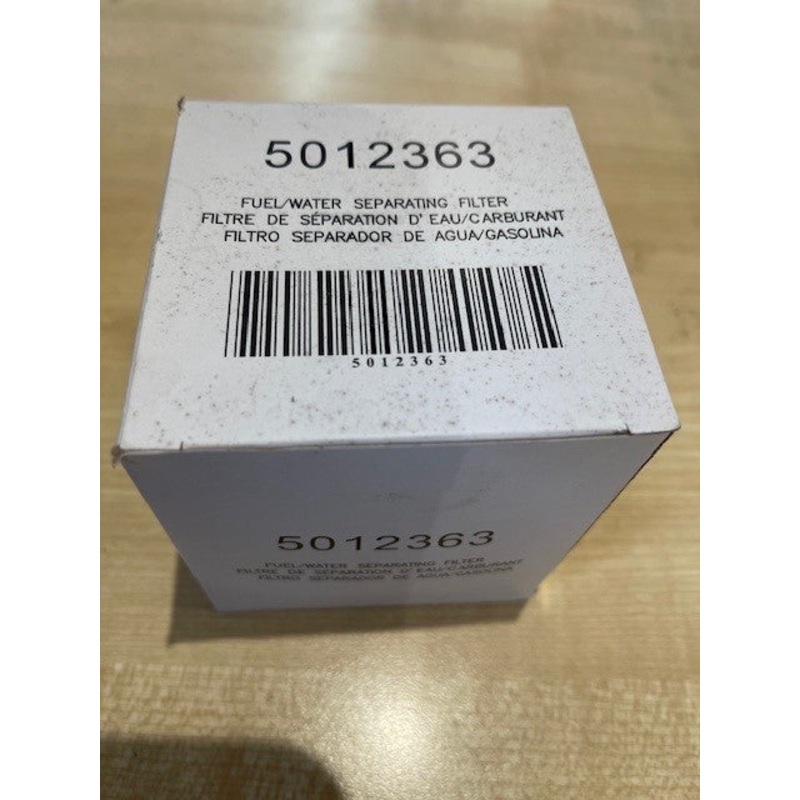 5012363
FUEL/WATER SEPARATING FILTER
FILTRE DE SÉPARATION D' EAU/CARBURANT
FILTRO SEPARADOR DE AGUA/GASOLINA
5012363
5012363
FUEL/WATER SEPARATING FILTER
FILTRE DE SÉPARATION D' EAU/CARBURANT
FILTRO SEPARADOR DE AGUA/GASOLINA